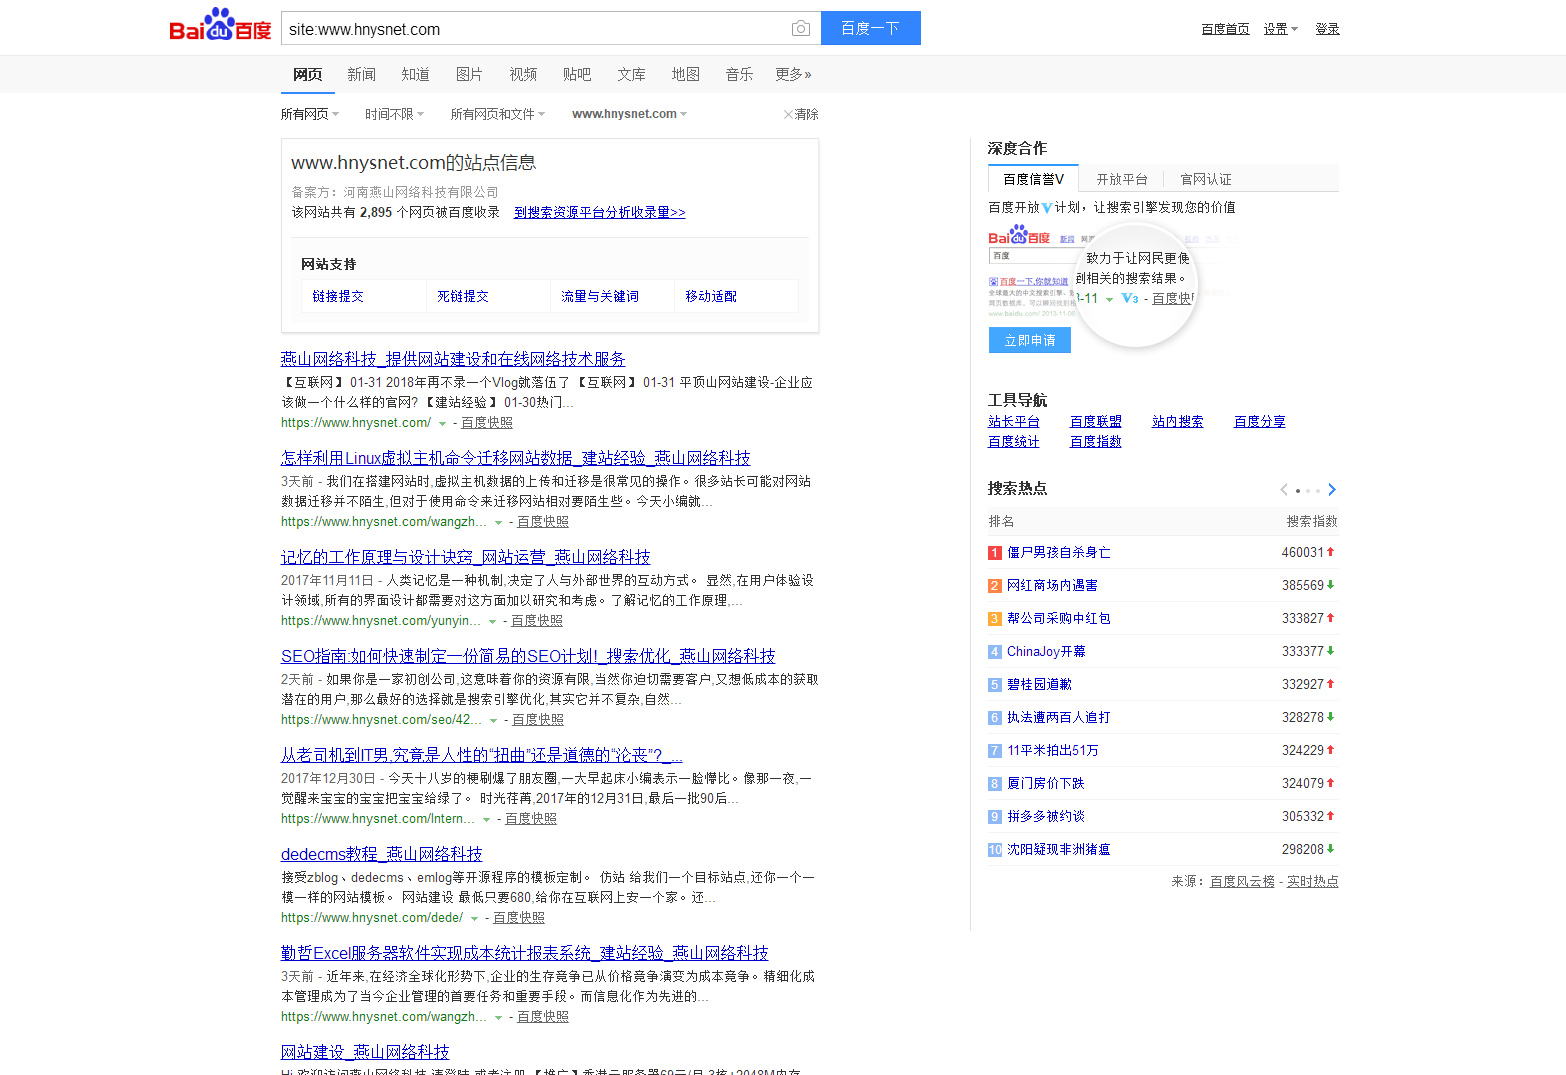 Bai du 百度
site:www.hnysnet.com
百度一下
百度首页 设置 登录
网页 新闻 知道 图片 视频 贴吧 文库 地图 音乐 更多»
所有网页 时间不限 所有网页和文件 www.hnysnet.com ×清除
www.hnysnet.com的站点信息
备案方：河南燕山网络科技有限公司
该网站共有 2,895 个网页被百度收录 到搜索资源平台分析收录量>>
网站支持
链接提交 死链提交 流量与关键词 移动适配
燕山网络科技_提供网站建设和在线网络技术服务
【互联网】 01-31 2018年再不录一个Vlog就落伍了 【互联网】 01-31 平顶山网站建设-企业应
该做一个什么样的官网? 【建站经验】 01-30热门...
https://www.hnysnet.com/ - 百度快照
怎样利用Linux虚拟主机命令迁移网站数据_建站经验_燕山网络科技
3天前 - 我们在搭建网站时,虚拟主机数据的上传和迁移是很常见的操作。很多站长可能对网站
数据迁移并不陌生,但对于使用命令来迁移网站相对要陌生些。今天小编就...
https://www.hnysnet.com/wangzh... - 百度快照
记忆的工作原理与设计诀窍_网站运营_燕山网络科技
2017年11月11日 - 人类记忆是一种机制,决定了人与外部世界的互动方式。 显然,在用户体验设
计领域,所有的界面设计都需要对这方面加以研究和考虑。了解记忆的工作原理,...
https://www.hnysnet.com/yunyin... - 百度快照
SEO指南:如何快速制定一份简易的SEO计划!_搜索优化_燕山网络科技
2天前 - 如果你是一家初创公司,这意味着你的资源有限,当然你迫切需要客户,又想低成本的获取
潜在的用户,那么最好的选择就是搜索引擎优化,其实它并不复杂,自然...
https://www.hnysnet.com/seo/42... - 百度快照
从老司机到IT男,究竟是人性的“扭曲”还是道德的“沦丧”?_...
2017年12月30日 - 今天十八岁的梗刷爆了朋友圈,一大早起床小编表示一脸懵比。像那一夜,一
觉醒来宝宝的宝宝把宝宝给绿了。 时光荏苒,2017年的12月31日,最后一批90后...
https://www.hnysnet.com/Intern... - 百度快照
dedecms教程_燕山网络科技
接受zblog、dedecms、emlog等开源程序的模板定制。 仿站 给我们一个目标站点,还你一个一
模一样的网站模板。 网站建设 最低只要680,给你在互联网上安一个家。还...
https://www.hnysnet.com/dede/ - 百度快照
勤哲Excel服务器软件实现成本统计报表系统_建站经验_燕山网络科技
3天前 - 近年来,在经济全球化形势下,企业的生存竞争已从价格竞争演变为成本竞争。精细化成
本管理成为了当今企业管理的首要任务和重要手段。而信息化作为先进的...
https://www.hnysnet.com/wangzh... - 百度快照
网站建设_燕山网络科技
深度合作
百度信誉V 开放平台 官网认证
百度开放V计划，让搜索引擎发现您的价值
Bai du 百度 新闻 网页
百度
百度一下,你就知道
www.baidu.com/ 2013-11-06
致力于让网民更便
到相关的搜索结果。
3-11 V3 - 百度快照
立即申请
工具导航
站长平台 百度联盟 站内搜索 百度分享
百度统计 百度指数
搜索热点
排名 搜索指数
1 僵尸男孩自杀身亡 460031
2 网红商场内遇害 385569
3 帮公司采购中红包 333827
4 ChinaJoy开幕 333377
5 碧桂园道歉 332927
6 执法遭两百人追打 328278
7 11平米拍出51万 324229
8 厦门房价下跌 324079
9 拼多多被约谈 305332
10 沈阳疑现非洲猪瘟 298208
来源：百度风云榜 - 实时热点